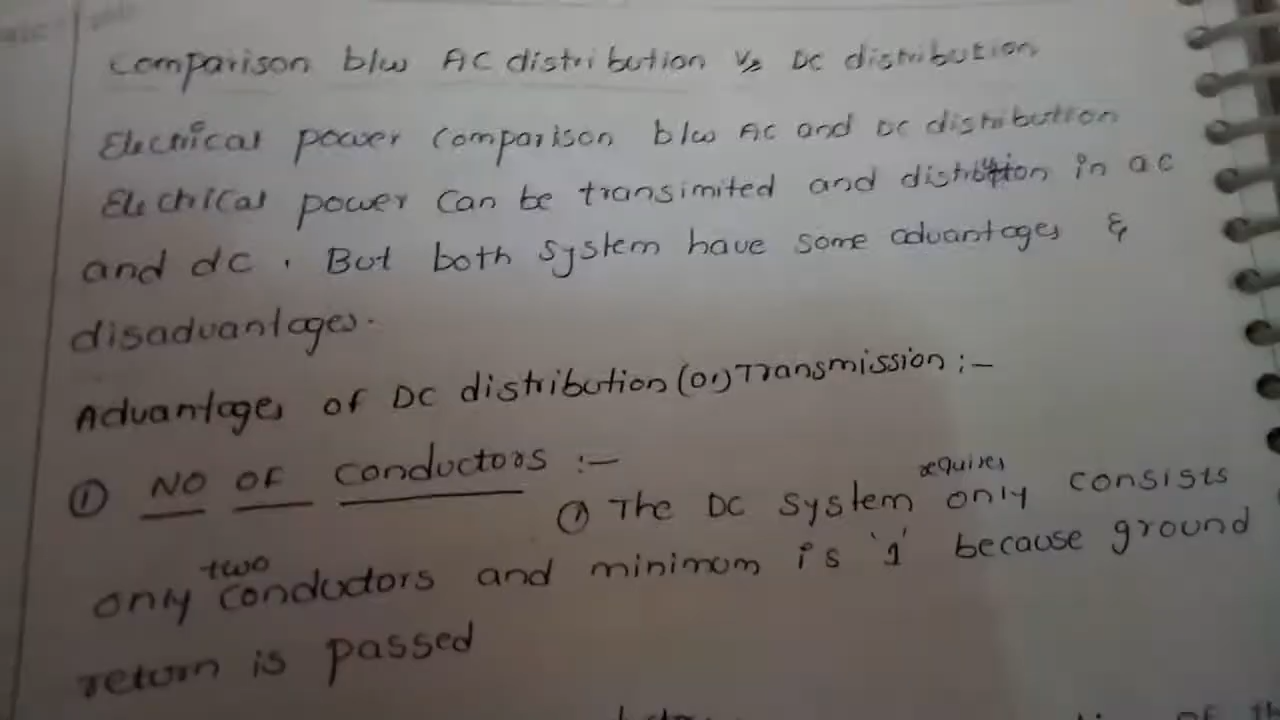 Comparison b/w AC distribution v/s DC distribution
Electrical power comparison b/w AC and DC distribution
Electrical power can be transimited and distribution in ac
and dc . But both system have some advantages &
disadvantages.
Advantages of DC distribution (or) Transmission :-
① NO OF conductors :-
requires
① The DC system only consists
two
only conductors and minimum is '1' because ground
return is passed